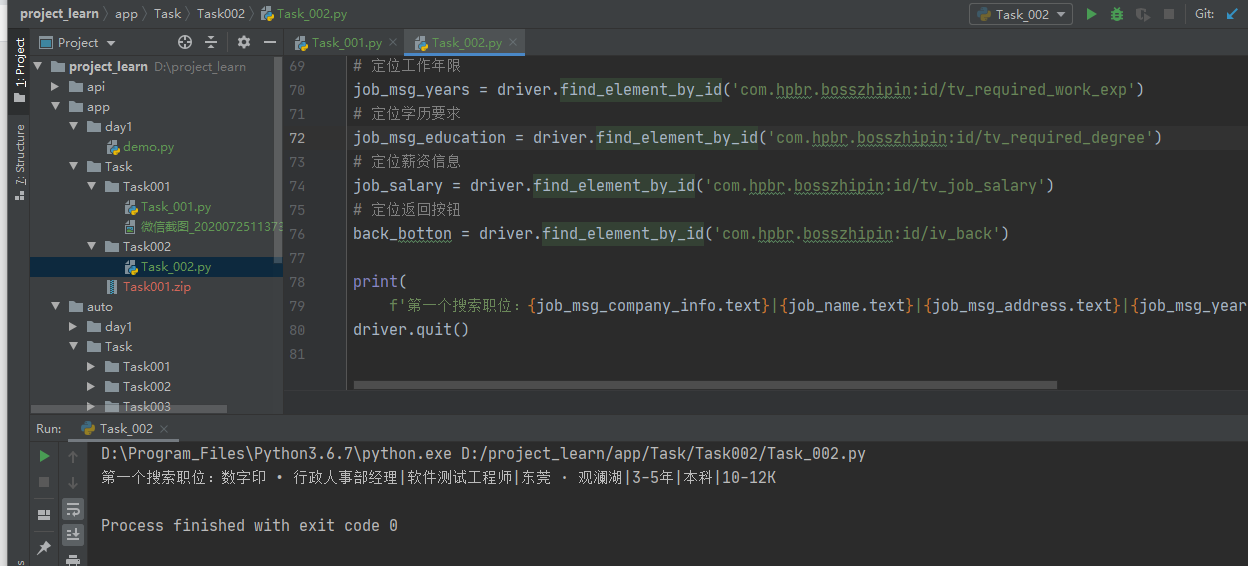 project_learn app Task Task002 Task_002.py
Task_002
Git:
1: Project
7: Structure
Project
Task_001.py
Task_002.py
project_learn D:\project_learn
api
app
day1
demo.py
Task
Task001
Task_001.py
微信截图_2020072511373
Task002
Task_002.py
Task001.zip
auto
day1
Task
Task001
Task002
Task003
69 # 定位工作年限
70 job_msg_years = driver.find_element_by_id('com.hpbr.bosszhipin:id/tv_required_work_exp')
71 # 定位学历要求
72 job_msg_education = driver.find_element_by_id('com.hpbr.bosszhipin:id/tv_required_degree')
73 # 定位薪资信息
74 job_salary = driver.find_element_by_id('com.hpbr.bosszhipin:id/tv_job_salary')
75 # 定位返回按钮
76 back_botton = driver.find_element_by_id('com.hpbr.bosszhipin:id/iv_back')
77
78 print(
79 f'第一个搜索职位：{job_msg_company_info.text}|{job_name.text}|{job_msg_address.text}|{job_msg_year
80 driver.quit()
81
Run: Task_002
D:\Program_Files\Python3.6.7\python.exe D:/project_learn/app/Task/Task002/Task_002.py
第一个搜索职位：数字印 • 行政人事部经理|软件测试工程师|东莞 · 观澜湖|3-5年|本科|10-12K
Process finished with exit code 0